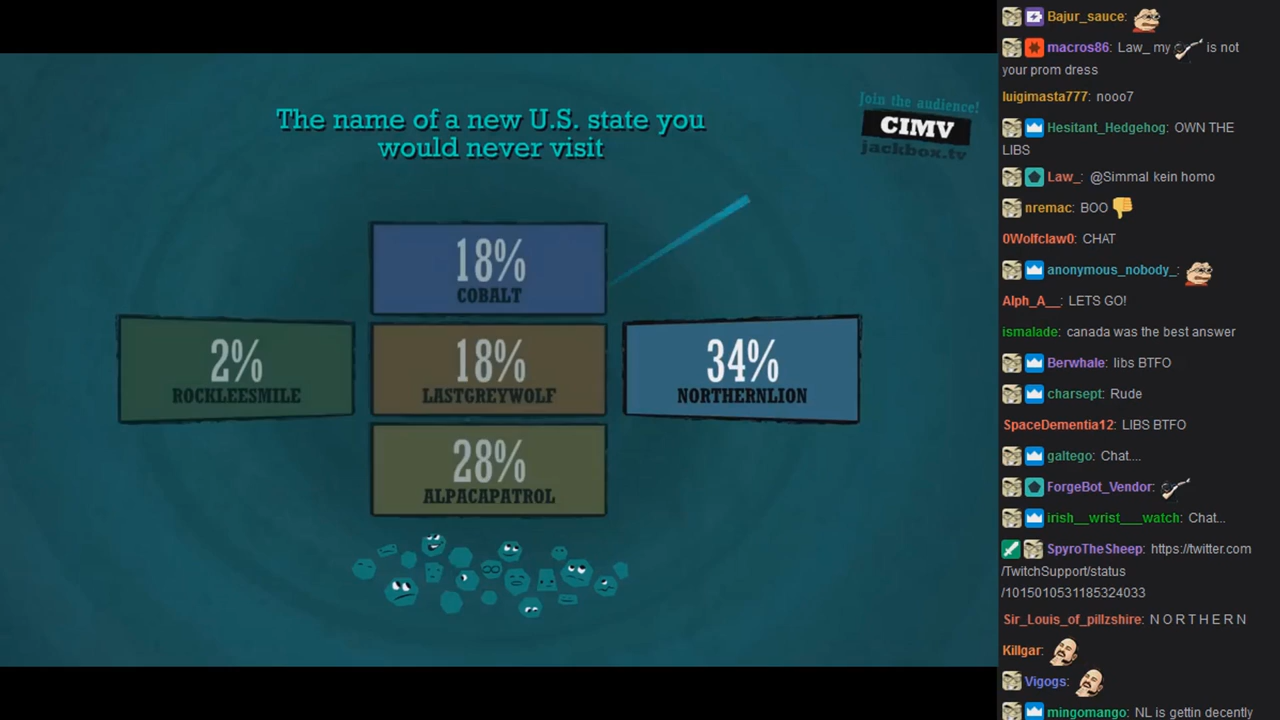 The name of a new U.S. state you
would never visit
Join the audience!
CIMV
jackbox.tv
18%
COBALT
2%
ROCKLEESMILE
18%
LASTGREYWOLF
34%
NORTHERNLION
28%
ALPACAPATROL
Bajur_sauce:
macros86: Law_ my is not
your prom dress
luigimasta777: nooo7
Hesitant_Hedgehog: OWN THE
LIBS
Law_: @Simmal kein homo
nremac: BOO
0Wolfclaw0: CHAT
anonymous_nobody_:
Alph_A__: LETS GO!
ismalade: canada was the best answer
Berwhale: libs BTFO
charsept: Rude
SpaceDementia12: LIBS BTFO
galtego: Chat....
ForgeBot_Vendor:
irish__wrist___watch: Chat...
SpyroTheSheep: https://twitter.com
/TwitchSupport/status
/1015010531185324033
Sir_Louis_of_pillzshire: N O R T H E R N
Killgar:
Vigogs:
mingomango: NL is gettin decently